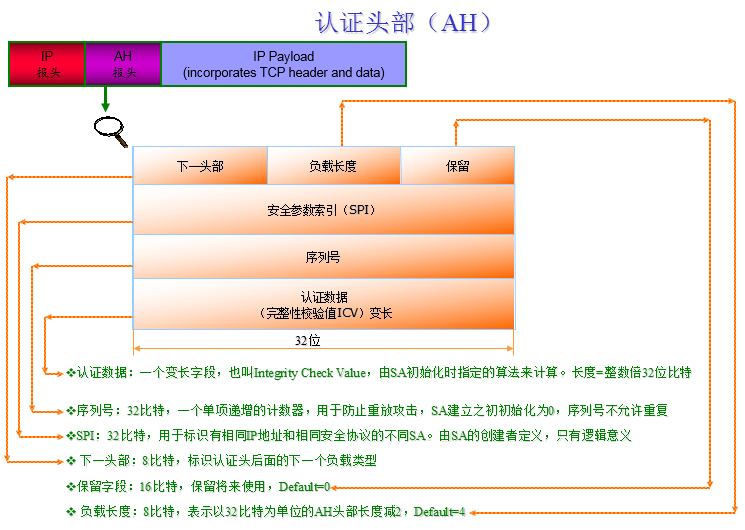 认证头部（AH）
IP
报头
AH
报头
IP Payload
(incorporates TCP header and data)
下一头部
负载长度
保留
安全参数索引（SPI）
序列号
认证数据
（完整性校验值ICV）变长
32位
❖认证数据：一个变长字段，也叫Integrity Check Value，由SA初始化时指定的算法来计算。长度=整数倍32位比特
❖序列号：32比特，一个单项递增的计数器，用于防止重放攻击，SA建立之初初始化为0，序列号不允许重复
❖SPI：32比特，用于标识有相同IP地址和相同安全协议的不同SA。由SA的创建者定义，只有逻辑意义
❖ 下一头部：8比特，标识认证头后面的下一个负载类型
❖保留字段：16比特，保留将来使用，Default=0
❖ 负载长度：8比特，表示以32比特为单位的AH头部长度减2，Default=4